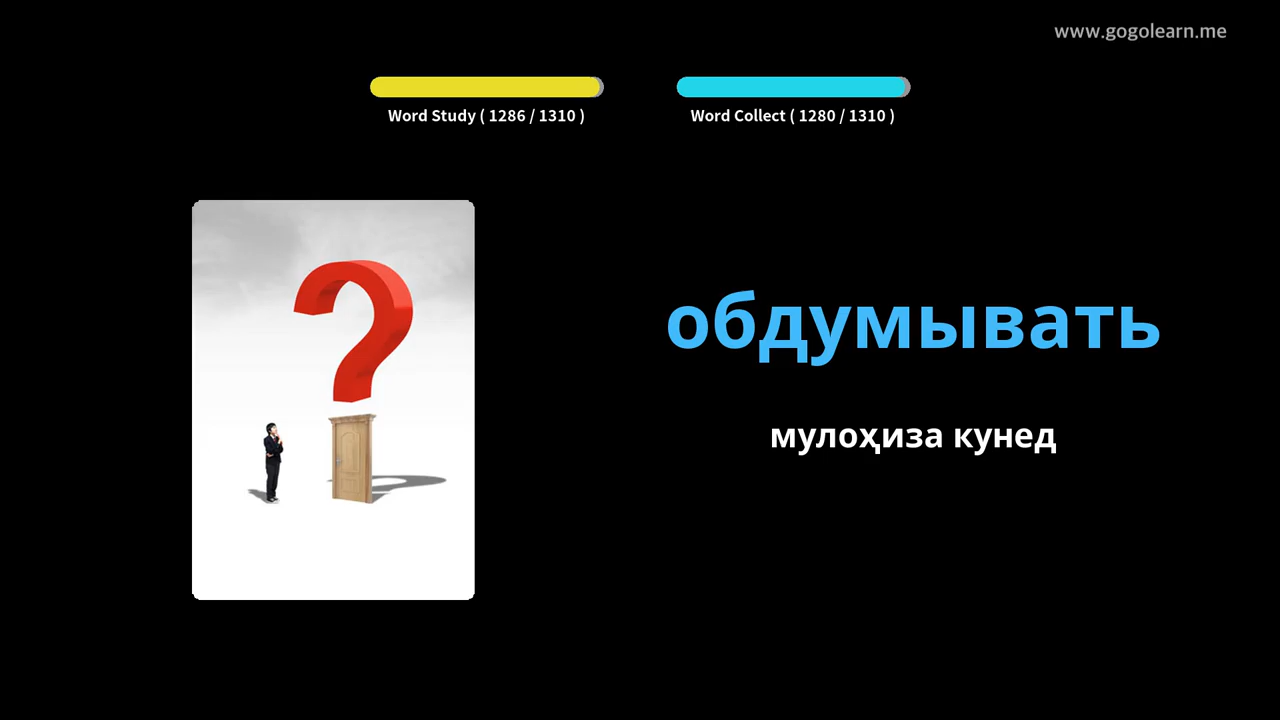 www.gogolearn.me
Word Study ( 1286 / 1310 )
Word Collect ( 1280 / 1310 )
обдумывать
мулоҳиза кунед